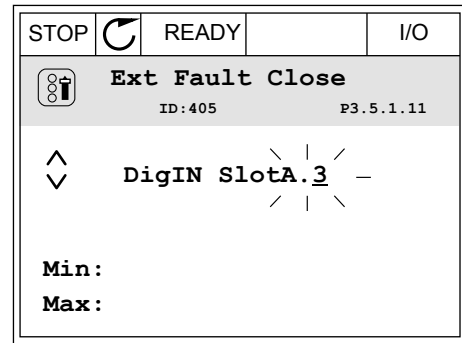 STOP READY I/O
Ext Fault Close
ID:405 P3.5.1.11
DigIN SlotA.3
Min:
Max: